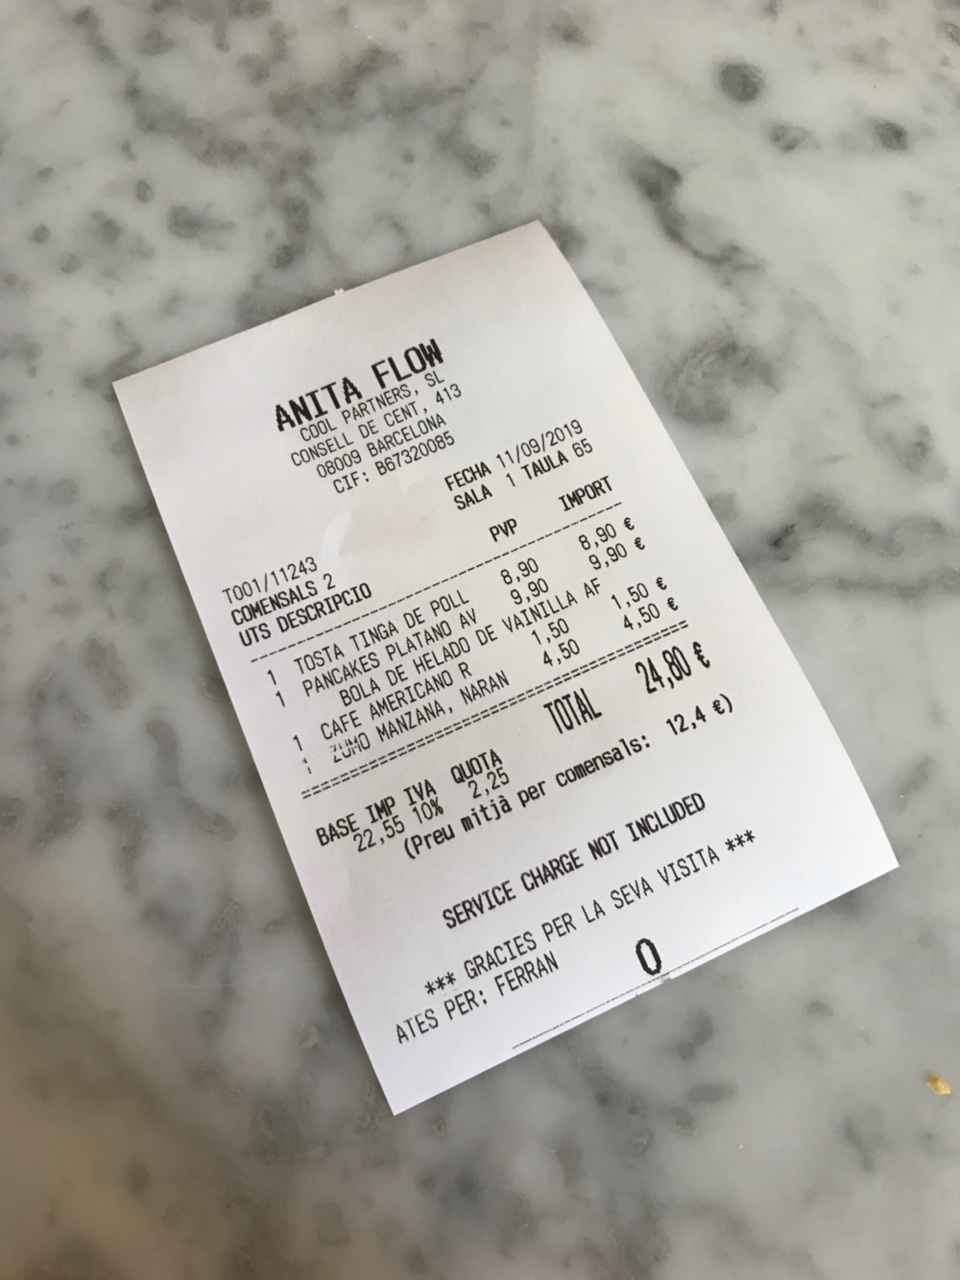 ANITA FLOW
COOL PARTNERS, SL
CONSELL DE CENT, 413
08009 BARCELONA
CIF: B67320085
FECHA 11/09/2019
SALA 1 TAULA 65
T001/11243
COMENSALS 2
UTS DESCRIPCIO PVP IMPORT
1 TOSTA TINGA DE POLL 8,90 8,90 €
1 PANCAKES PLATANO AV 9,90 9,90 €
BOLA DE HELADO DE VAINILLA AF
1 CAFE AMERICANO R 1,50 1,50 €
1 ZUMO MANZANA, NARAN 4,50 4,50 €
TOTAL 24,80 €
BASE IMP IVA QUOTA
22,55 10% 2,25
(Preu mitjà per comensals: 12,4 €)
SERVICE CHARGE NOT INCLUDED
*** GRACIES PER LA SEVA VISITA ***
ATES PER: FERRAN
0